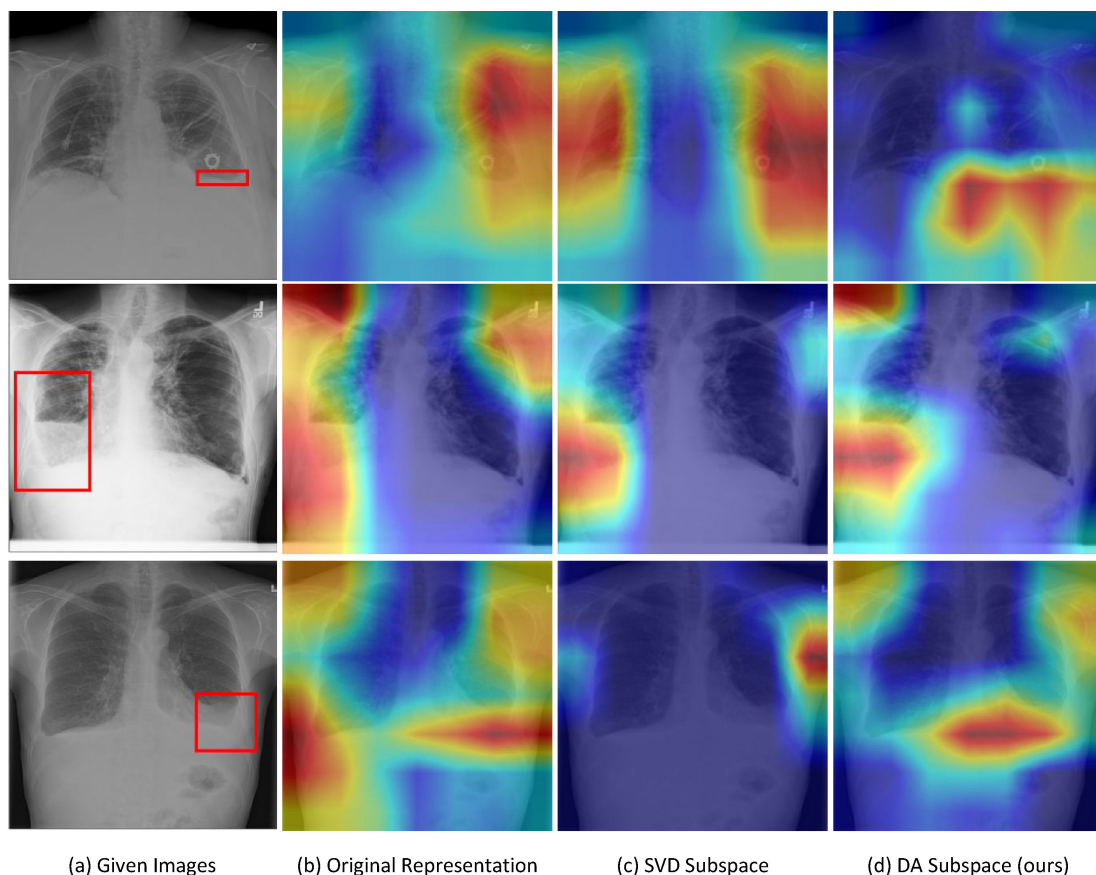 (a) Given Images
(b) Original Representation
(c) SVD Subspace
(d) DA Subspace (ours)